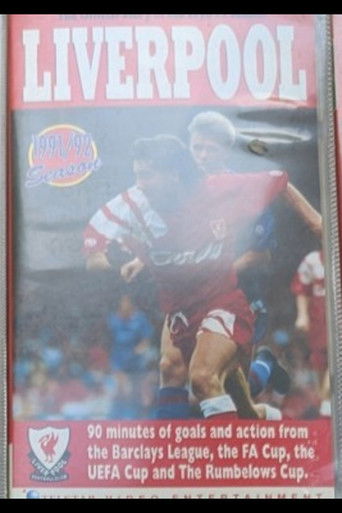 LIVERPOOL
1991/92
Season
LIVERPOOL
90 minutes of goals and action from
the Barclays League, the FA Cup, the
UEFA Cup and The Rumbelows Cup.
VIDEO ENTERTAINMENT